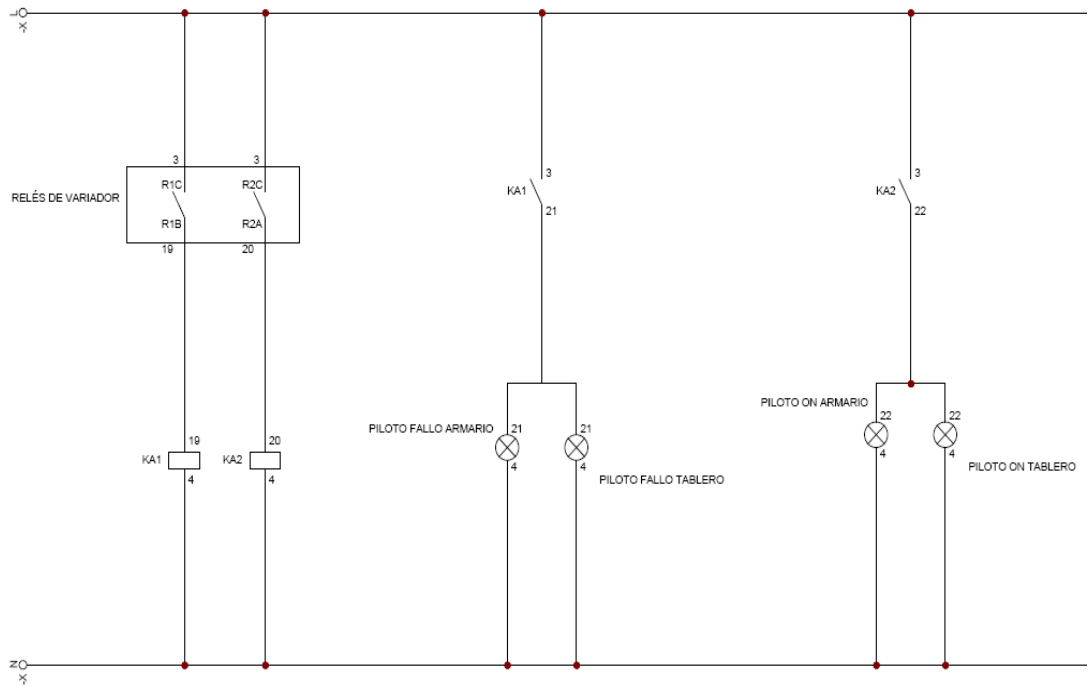 L
-X
3
3
RELÉS DE VARIADOR
R1C
R2C
R1B
R2A
19
20
KA1
3
21
KA2
3
22
PILOTO FALLO ARMARIO
21
21
4
4
PILOTO FALLO TABLERO
PILOTO ON ARMARIO
22
22
4
4
PILOTO ON TABLERO
KA1
19
4
KA2
20
4
N
-X